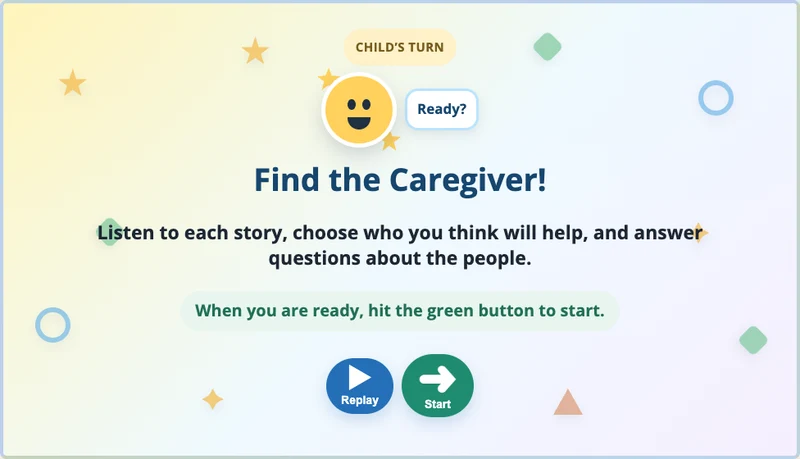 CHILD'S TURN
Ready?
Find the Caregiver!
Listen to each story, choose who you think will help, and answer
questions about the people.
When you are ready, hit the green button to start.
Replay
Start